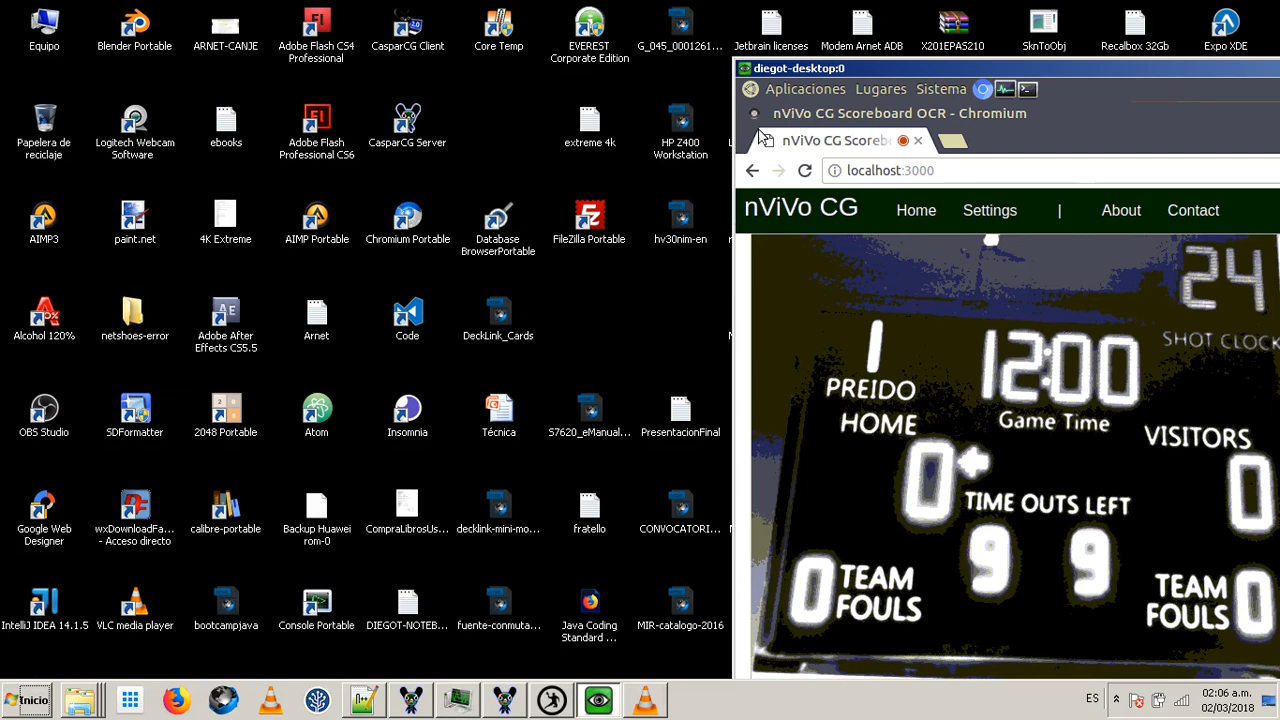 Equipo
Blender Portable
ARNET-CANJE
Adobe Flash CS4
Professional
CasparCG Client
Core Temp
EVEREST
Corporate Edition
G_045_0001261...
Jetbrain licenses
Modem Arnet ADB
X201EPAS210
SknToObj
Recalbox 32Gb
Expo XDE
Papelera de
reciclaje
Logitech Webcam
Software
ebooks
Adobe Flash
Professional CS6
CasparCG Server
extreme 4k
HP Z400
Workstation
AIMP3
paint.net
4K Extreme
AIMP Portable
Chromium Portable
Database
BrowserPortable
FileZilla Portable
hv30nim-en
Alcohol 120%
netshoes-error
Adobe After
Effects CS5.5
Arnet
Code
DeckLink_Cards
OBS Studio
SDFormatter
2048 Portable
Atom
Insomnia
Técnica
S7620_eManual...
PresentacionFinal
Google Web
Designer
wxDownloadFa...
- Acceso directo
calibre-portable
Backup Huawei
rom-0
CompraLibrosUs...
decklink-mini-mo...
fratello
CONVOCATORI...
IntelliJ IDEA 14.1.5
VLC media player
bootcampjava
Console Portable
DIEGOT-NOTEB...
fuente-conmuta...
Java Coding
Standard ...
MIR-catalogo-2016
diegot-desktop:0
Aplicaciones Lugares Sistema
nViVo CG Scoreboard OCR - Chromium
nViVo CG Scoreb
localhost:3000
nViVo CG Home Settings | About Contact
24
SHOT CLOCK
1 12:00
PREIDO
Game Time
HOME
VISITORS
0 0
TIME OUTS LEFT
9 9
0 TEAM
FOULS
TEAM
FOULS 0
Inicio
ES
02:06 a.m.
02/03/2018